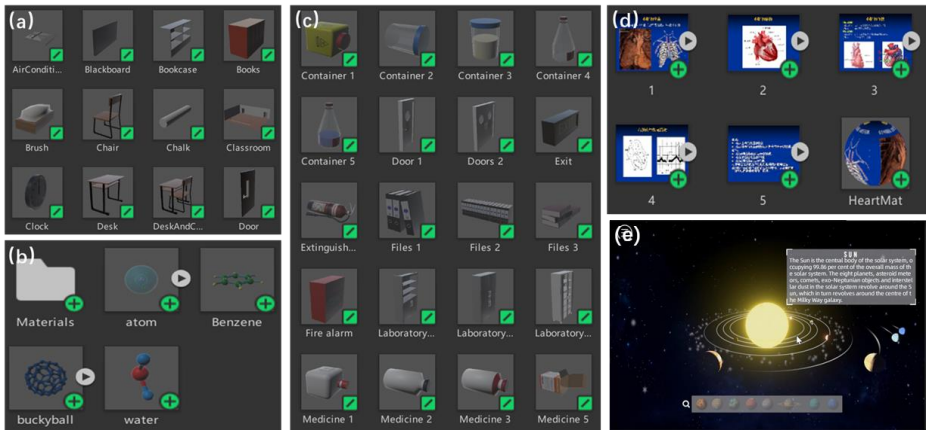 (a)
AirConditi...
Blackboard
Bookcase
Books
Brush
Chair
Chalk
Classroom
Clock
Desk
DeskAndC...
Door
(b)
Materials
atom
Benzene
buckyball
water
(c)
Container 1
Container 2
Container 3
Container 4
Container 5
Door 1
Doors 2
Exit
Extinguish...
Files 1
Files 2
Files 3
Fire alarm
Laboratory...
Laboratory...
Laboratory...
Medicine 1
Medicine 2
Medicine 3
Medicine 5
(d)
1
2
3
4
5
HeartMat
(e)
SUN
The Sun is the central body of the solar system, o
ccupying 99.86 per cent of the overall mass of th
e solar system. The eight planets, asteroid mete
ors, comets, exo-Neptunian objects and interstel
lar dust in the solar system revolve around the S
un, which in turn revolves around the centre of t
he Milky Way galaxy.